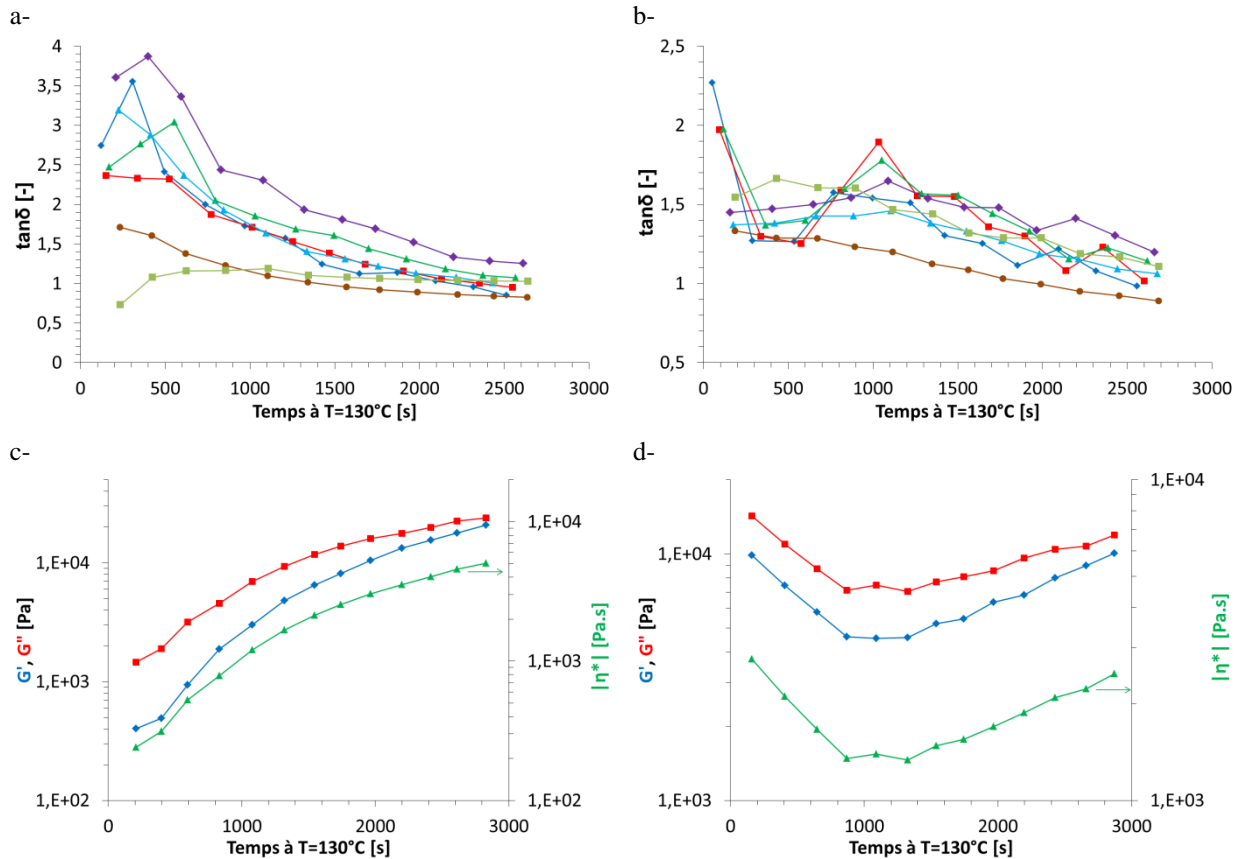 a-
tanδ [-]
4
3,5
3
2,5
2
1,5
1
0,5
0
0 500 1000 1500 2000 2500 3000
Temps à T=130°C [s]
b-
tanδ [-]
2,5
2
1,5
1
0,5
0 500 1000 1500 2000 2500 3000
Temps à T=130°C [s]
c-
G', G" [Pa]
1,E+04
1,E+03
1,E+02
1,E+04
1,E+03
1,E+02
|η*| [Pa.s]
0 1000 2000 3000
Temps à T=130°C [s]
d-
G', G" [Pa]
1,E+04
1,E+03
1,E+04
1,E+03
|η*| [Pa.s]
0 1000 2000 3000
Temps à T=130°C [s]